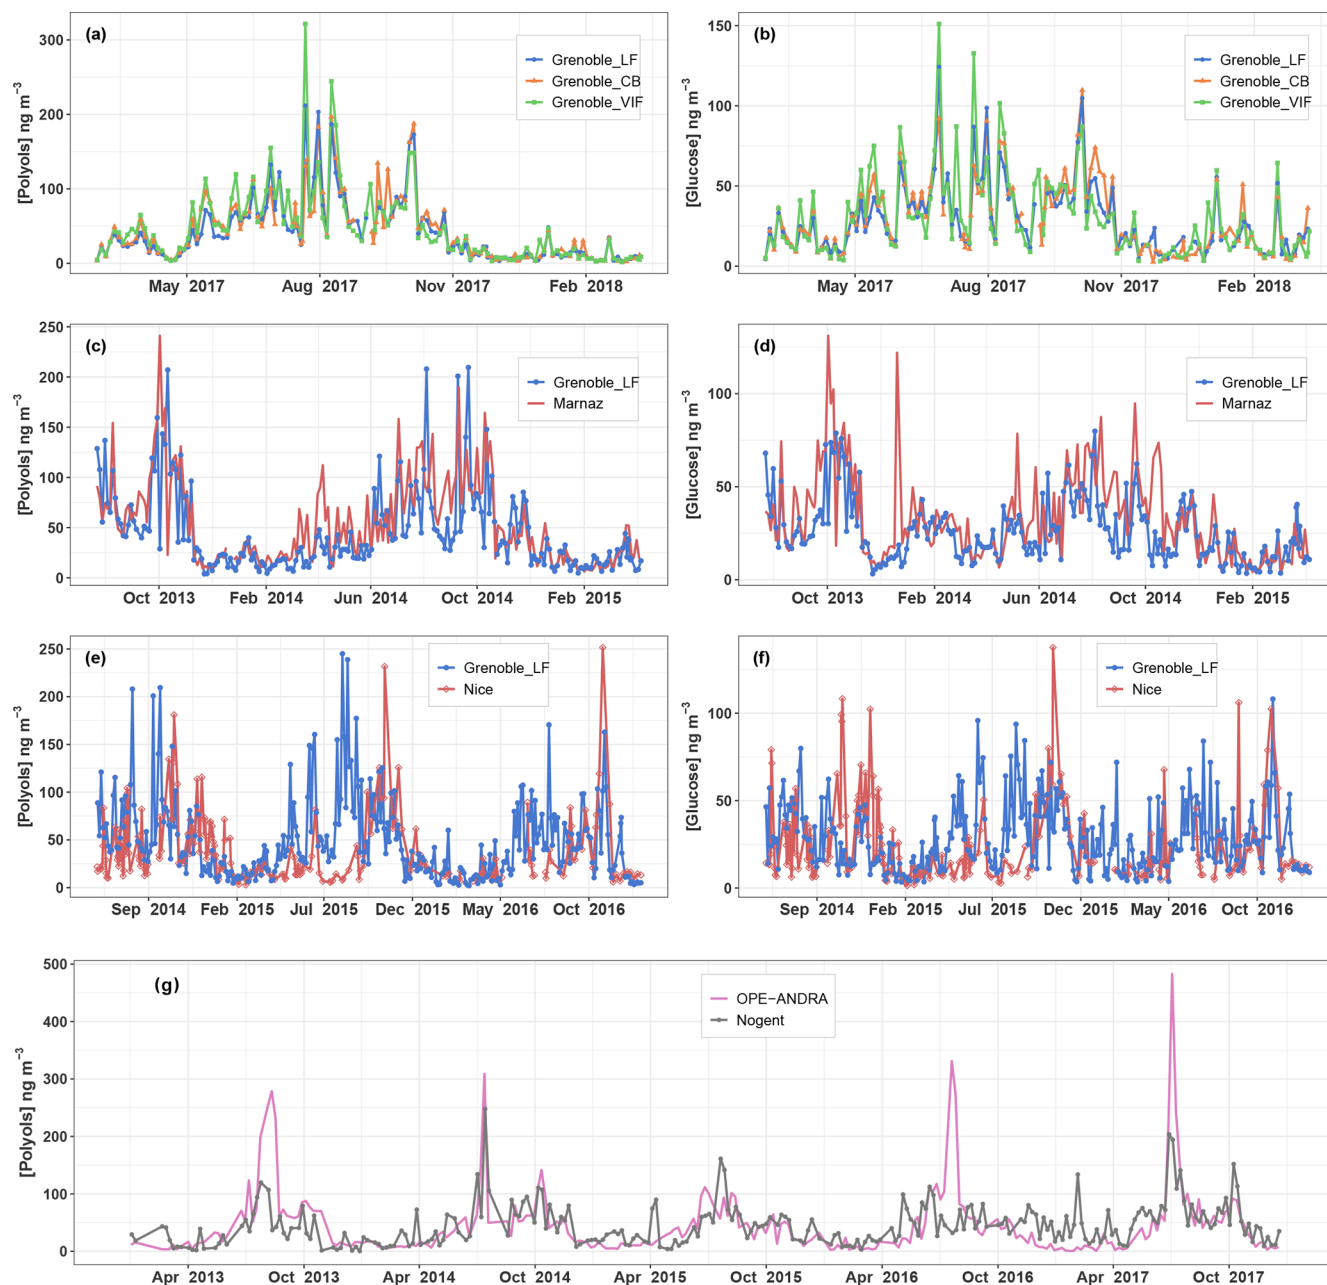 (a)
[Polyols] ng m⁻³
300
200
100
0
Grenoble_LF
Grenoble_CB
Grenoble_VIF
May 2017
Aug 2017
Nov 2017
Feb 2018
(b)
[Glucose] ng m⁻³
150
100
50
0
Grenoble_LF
Grenoble_CB
Grenoble_VIF
May 2017
Aug 2017
Nov 2017
Feb 2018
(c)
[Polyols] ng m⁻³
250
200
150
100
50
0
Grenoble_LF
Marnaz
Oct 2013
Feb 2014
Jun 2014
Oct 2014
Feb 2015
(d)
[Glucose] ng m⁻³
100
50
0
Grenoble_LF
Marnaz
Oct 2013
Feb 2014
Jun 2014
Oct 2014
Feb 2015
(e)
[Polyols] ng m⁻³
250
200
150
100
50
0
Grenoble_LF
Nice
Sep 2014
Feb 2015
Jul 2015
Dec 2015
May 2016
Oct 2016
(f)
[Glucose] ng m⁻³
100
50
0
Grenoble_LF
Nice
Sep 2014
Feb 2015
Jul 2015
Dec 2015
May 2016
Oct 2016
(g)
[Polyols] ng m⁻³
500
400
300
200
100
0
OPE−ANDRA
Nogent
Apr 2013
Oct 2013
Apr 2014
Oct 2014
Apr 2015
Oct 2015
Apr 2016
Oct 2016
Apr 2017
Oct 2017